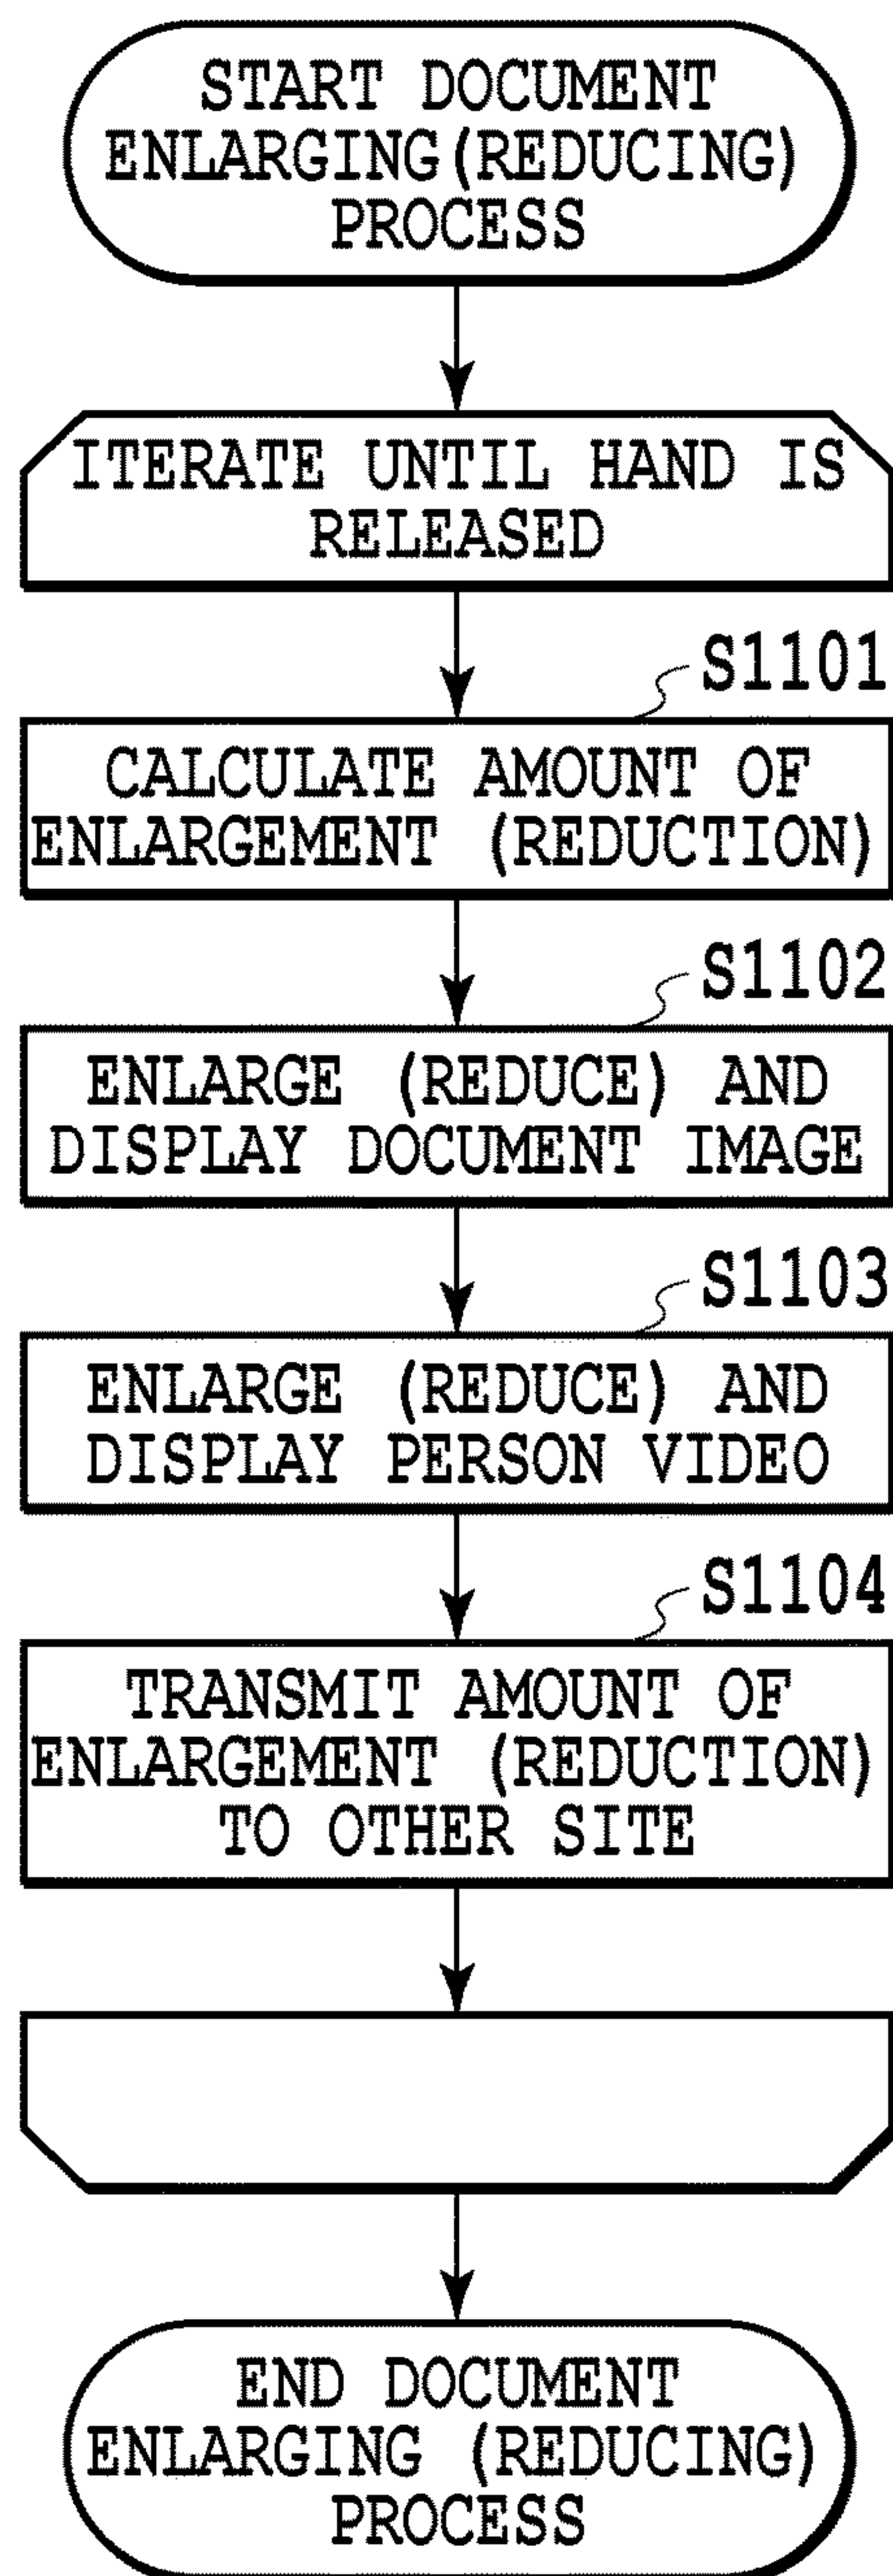 START DOCUMENT
ENLARGING(REDUCING)
PROCESS
ITERATE UNTIL HAND IS
RELEASED
S1101
CALCULATE AMOUNT OF
ENLARGEMENT (REDUCTION)
S1102
ENLARGE (REDUCE) AND
DISPLAY DOCUMENT IMAGE
S1103
ENLARGE (REDUCE) AND
DISPLAY PERSON VIDEO
S1104
TRANSMIT AMOUNT OF
ENLARGEMENT (REDUCTION)
TO OTHER SITE
END DOCUMENT
ENLARGING (REDUCING)
PROCESS